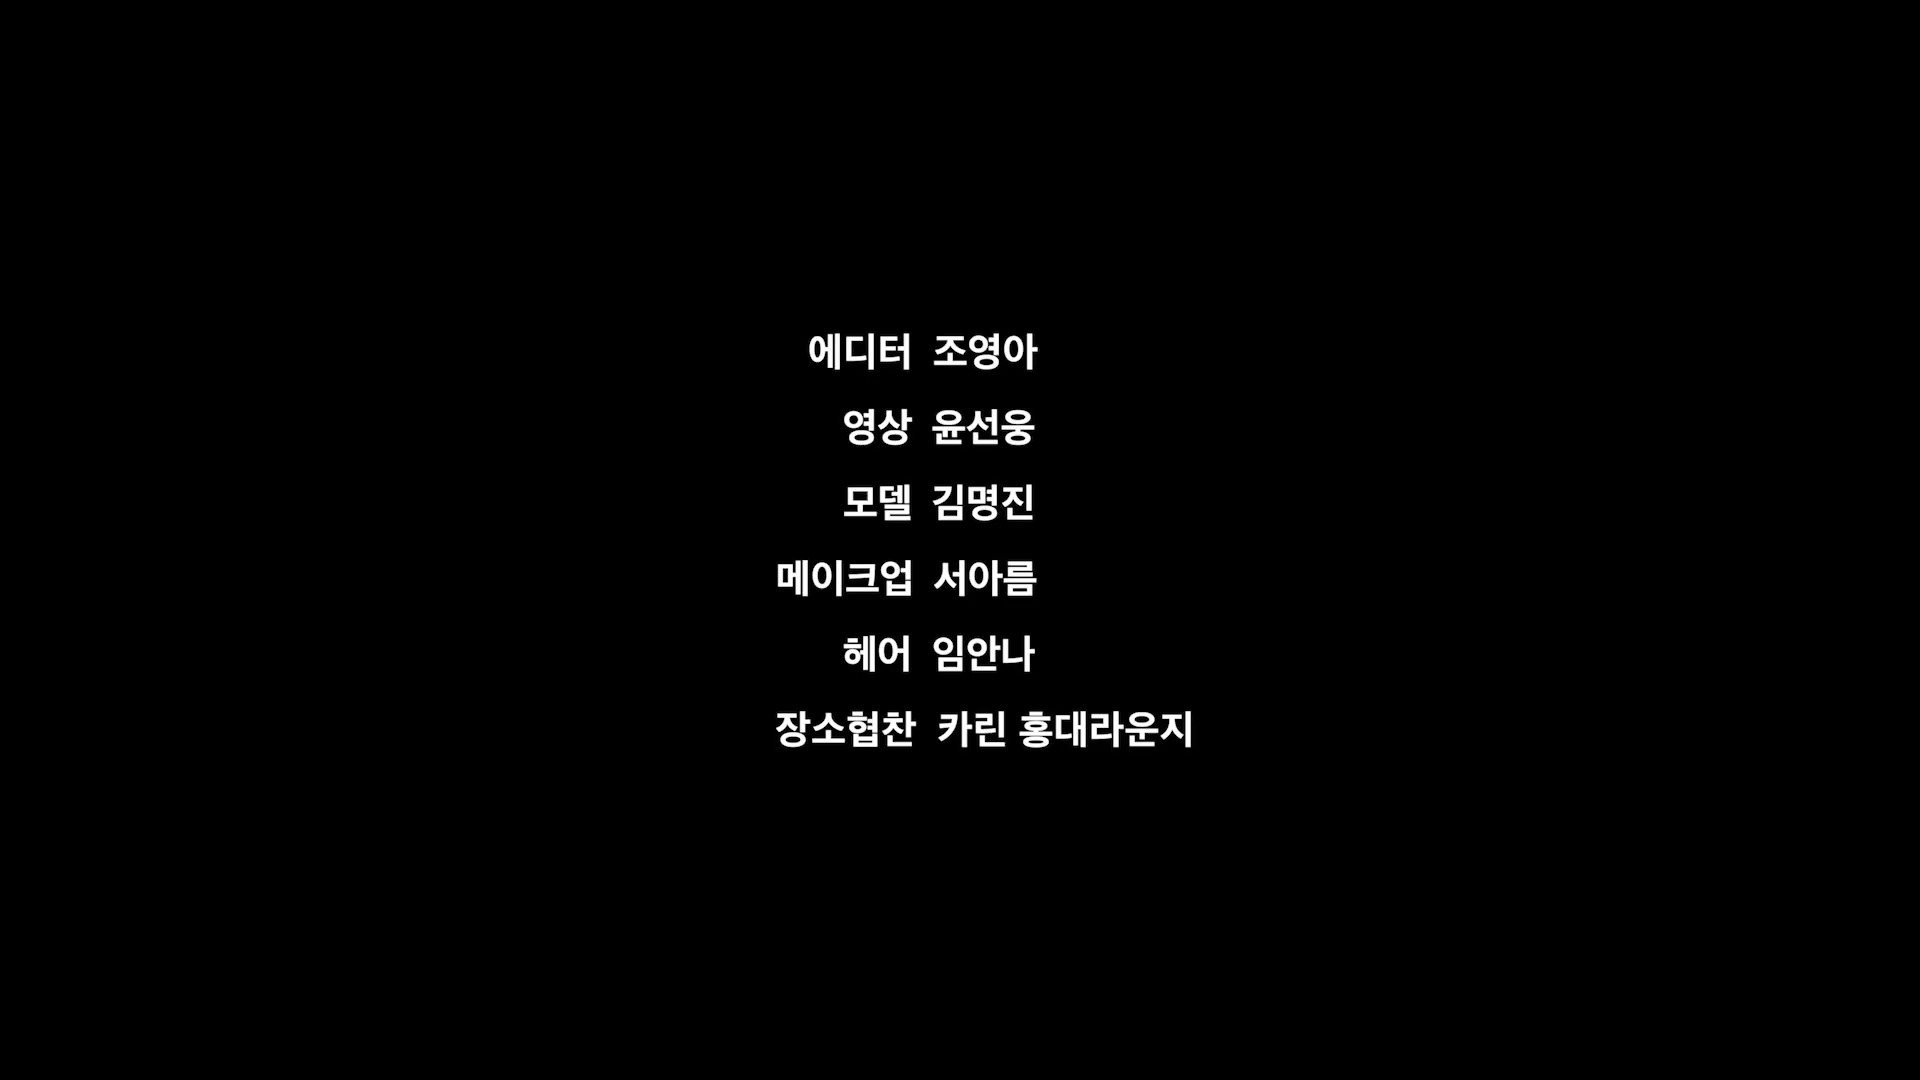 에디터 조영아
영상 윤선웅
모델 김명진
메이크업 서아름
헤어 임안나
장소협찬 카린 홍대라운지